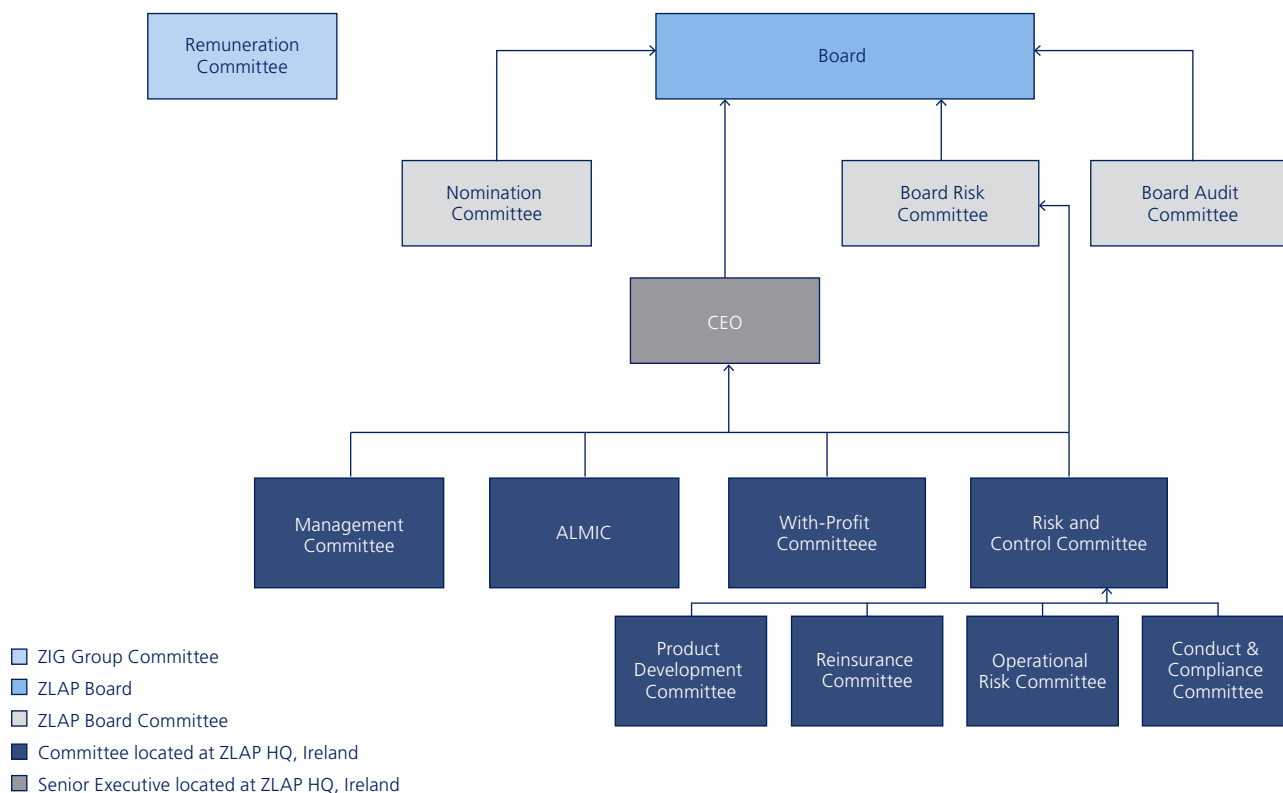 Remuneration
Committee
Board
Nomination
Committee
Board Risk
Committee
Board Audit
Committee
CEO
Management
Committee
ALMIC
With-Profit
Committeee
Risk and
Control Committee
Product
Development
Committee
Reinsurance
Committee
Operational
Risk Committee
Conduct &
Compliance
Committee
ZIG Group Committee
ZLAP Board
ZLAP Board Committee
Committee located at ZLAP HQ, Ireland
Senior Executive located at ZLAP HQ, Ireland